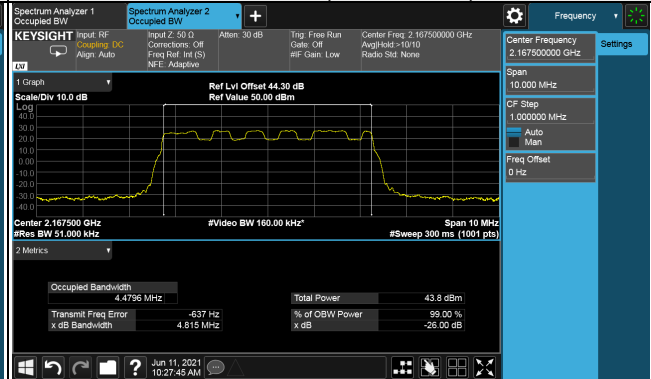 Spectrum Analyzer 1
Occupied BW
Spectrum Analyzer 2
Occupied BW
Frequency
KEYSIGHT
Input: RF
Coupling: DC
Align: Auto
Input Z: 50 Ω
Corrections: Off
Freq Ref: Int (S)
NFE: Adaptive
Atten: 30 dB
Trig: Free Run
Gate: Off
#IF Gain: Low
Center Freq: 2.167500000 GHz
Avg|Hold:>10/10
Radio Std: None
LXI
Center Frequency
2.167500000 GHz
Settings
Span
10.000 MHz
CF Step
1.000000 MHz
Auto
Man
Freq Offset
0 Hz
1 Graph
Scale/Div 10.0 dB
Ref Lvl Offset 44.30 dB
Ref Value 50.00 dBm
Log
40.0
30.0
20.0
10.0
0.00
-10.0
-20.0
-30.0
-40.0
Center 2.167500 GHz
#Video BW 160.00 kHz*
Span 10 MHz
#Res BW 51.000 kHz
#Sweep 300 ms (1001 pts)
2 Metrics
Occupied Bandwidth
4.4796 MHz
Total Power
43.8 dBm
Transmit Freq Error
-637 Hz
% of OBW Power
99.00 %
x dB Bandwidth
4.815 MHz
x dB
-26.00 dB
Jun 11, 2021
10:27:45 AM